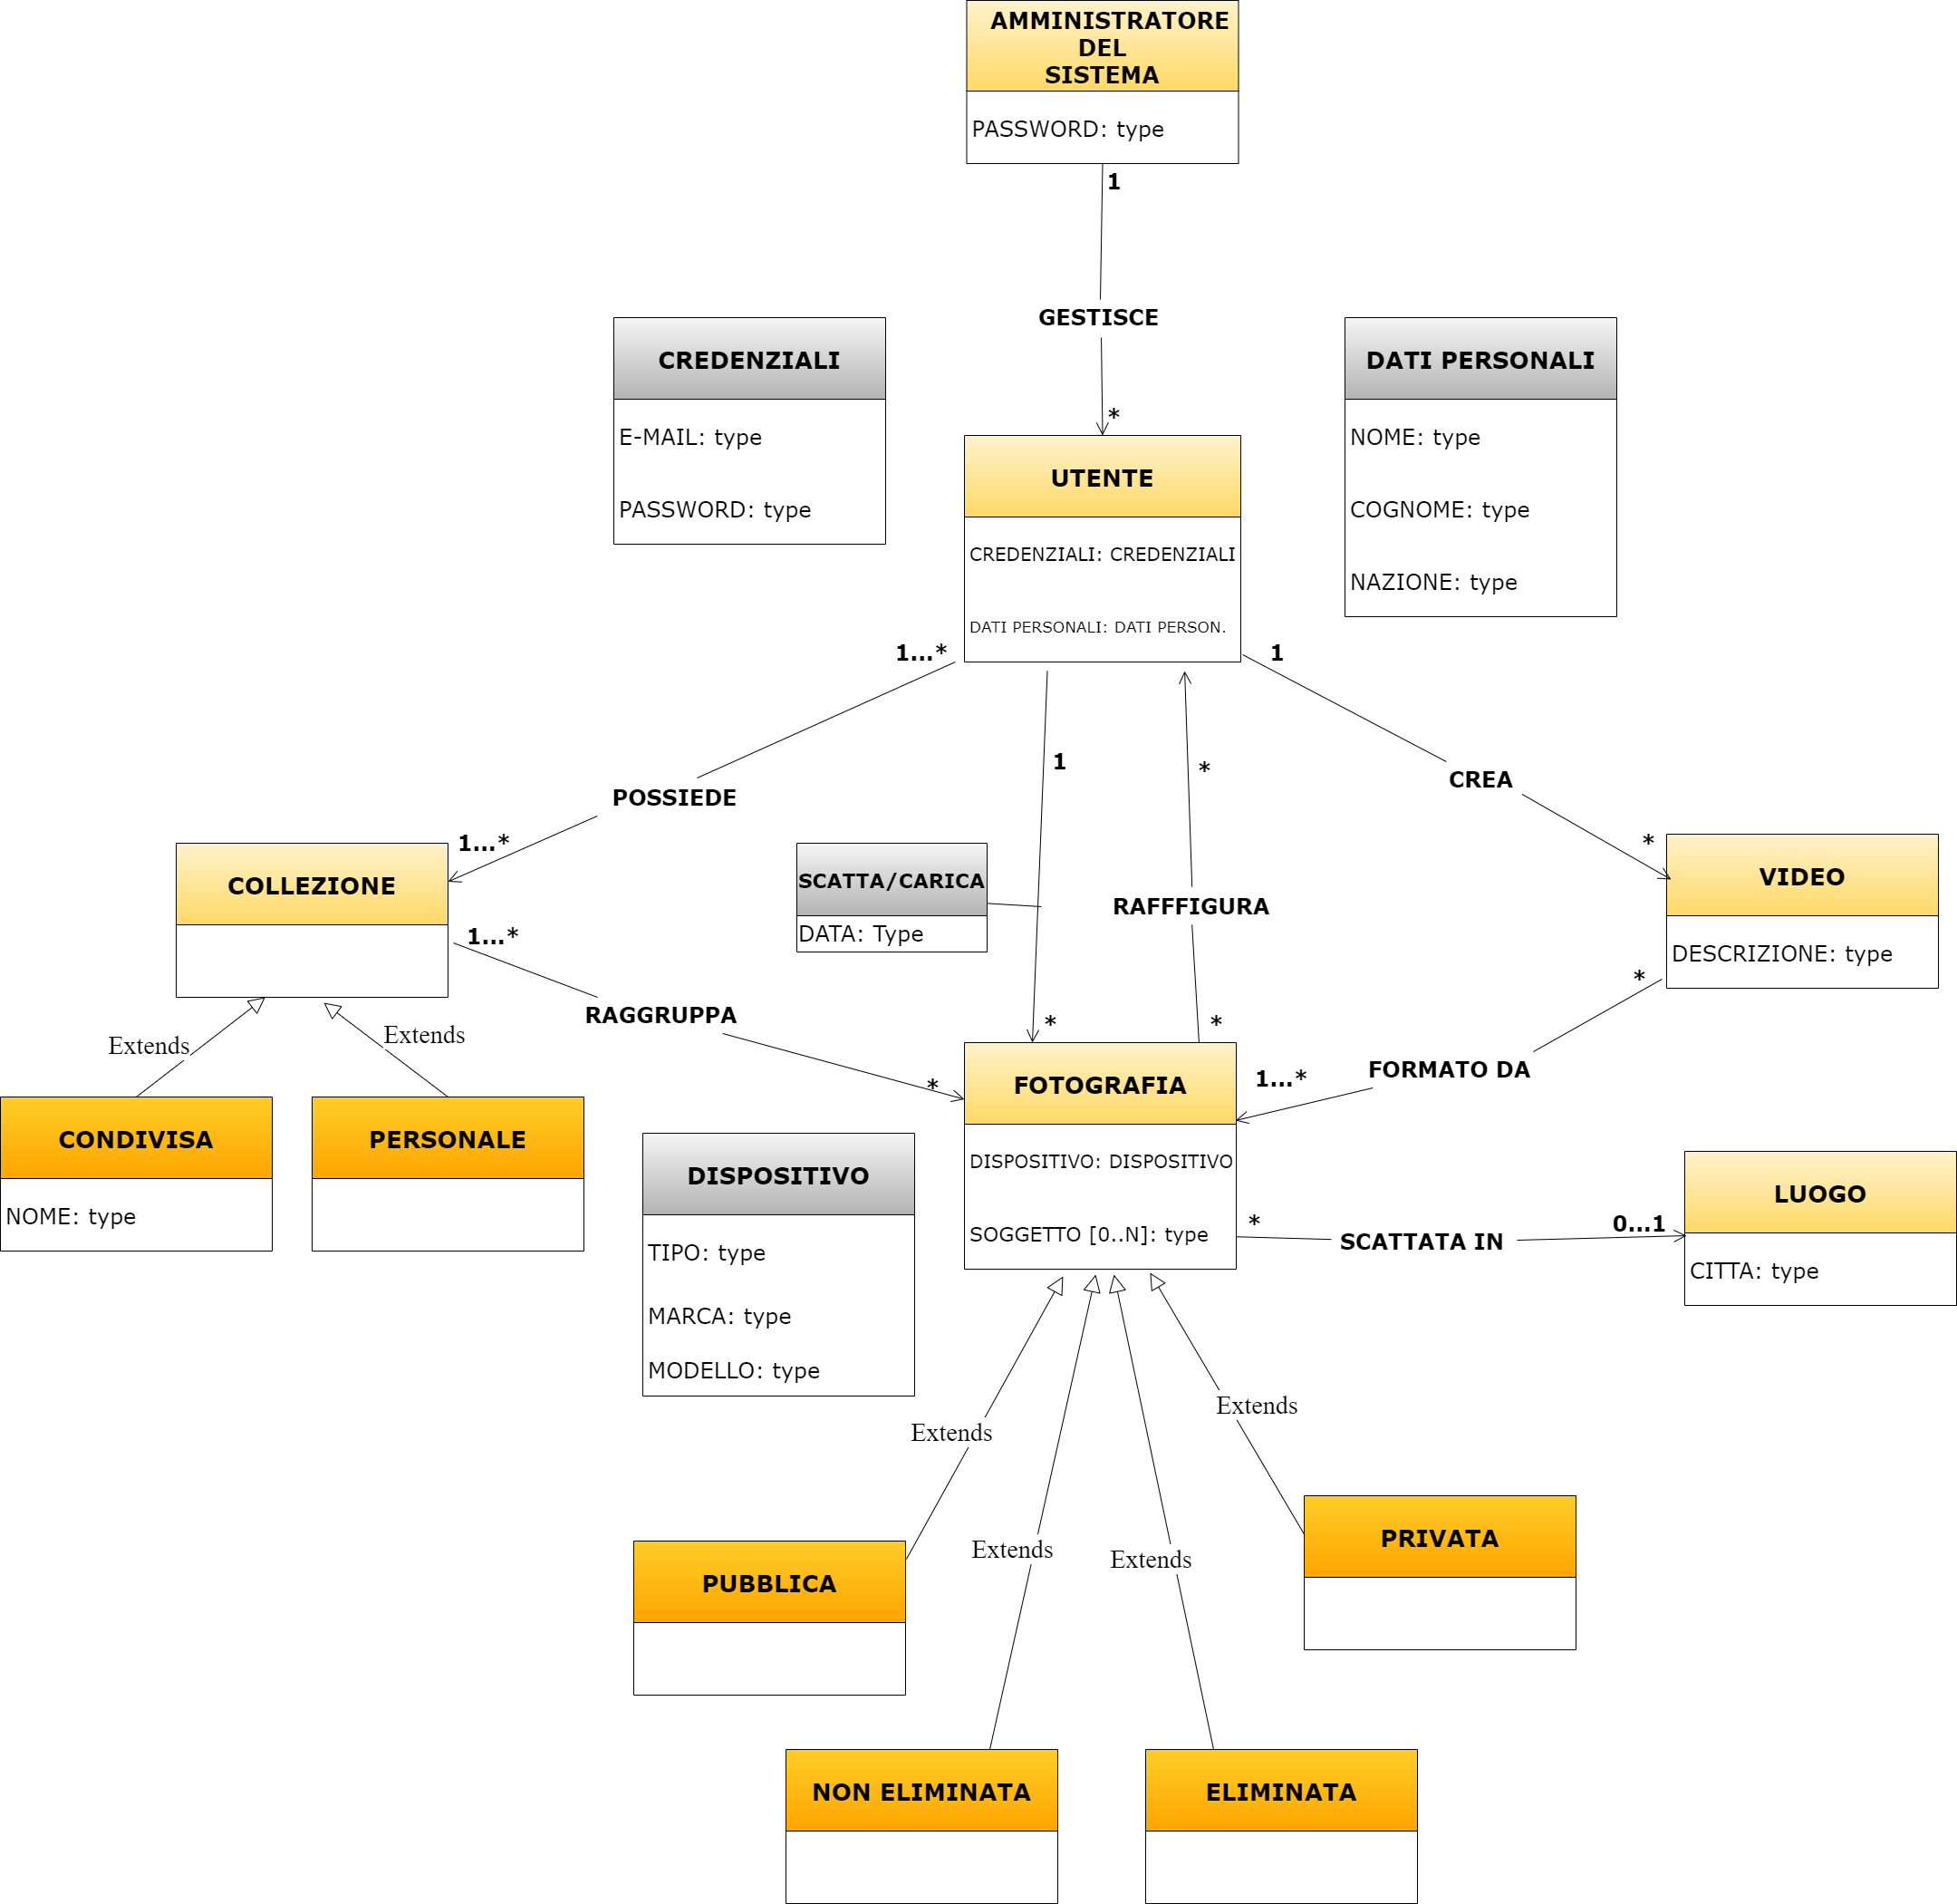 AMMINISTRATORE
DEL
SISTEMA
PASSWORD: type
1
GESTISCE
*
CREDENZIALI
E-MAIL: type
PASSWORD: type
DATI PERSONALI
NOME: type
COGNOME: type
NAZIONE: type
UTENTE
CREDENZIALI: CREDENZIALI
DATI PERSONALI: DATI PERSON.
1...*
1
POSSIEDE
1...*
1
*
CREA
*
COLLEZIONE
SCATTA/CARICA
DATA: Type
RAFFFIGURA
VIDEO
DESCRIZIONE: type
1...*
RAGGRUPPA
*
*
*
*
FORMATO DA
1...*
Extends
Extends
CONDIVISA
NOME: type
PERSONALE
FOTOGRAFIA
DISPOSITIVO: DISPOSITIVO
SOGGETTO [0..N]: type
DISPOSITIVO
TIPO: type
MARCA: type
MODELLO: type
*
SCATTATA IN
0...1
LUOGO
CITTA: type
Extends
Extends
Extends
Extends
PUBBLICA
PRIVATA
NON ELIMINATA
ELIMINATA